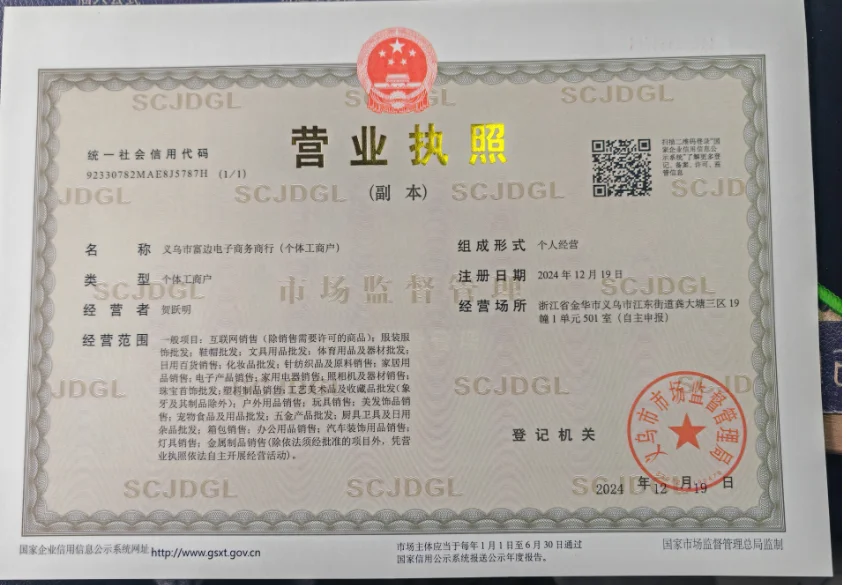 营业执照
(副 本)
统一社会信用代码
92330782MAE8J5787H (1/1)
扫描二维码登录"国
家企业信用信息公
示系统"了解更多登
记、备案、许可、监
管信息
名 称 义乌市富边电子商务商行（个体工商户）
类 型 个体工商户
经营者 贺跃明
经营范围 一般项目：互联网销售（除销售需要许可的商品）；服装服
饰批发；鞋帽批发；文具用品批发；体育用品及器材批发；
日用百货销售；化妆品批发；针纺织品及原料销售；家居用
品销售；电子产品销售；家用电器销售；照相机及器材销售；
珠宝首饰批发；塑料制品销售；工艺美术品及收藏品批发（象
牙及其制品除外）；户外用品销售；玩具销售；美发饰品销
售；宠物食品及用品批发；五金产品批发；厨具卫具及日用
杂品批发；箱包销售；办公用品销售；汽车装饰用品销售；
灯具销售；金属制品销售(除依法须经批准的项目外，凭营
业执照依法自主开展经营活动)。
组成形式 个人经营
注册日期 2024年12月19日
经营场所 浙江省金华市义乌市江东街道龚大塘三区19
幢1单元501室（自主申报）
市场监督管理
SCJDGL
登记机关
义乌市市场监督管理局
2024 年 12 月 19 日
国家企业信用信息公示系统网址 http://www.gsxt.gov.cn
市场主体应当于每年1月1日至6月30日通过
国家信用公示系统报送公示年度报告。
国家市场监督管理总局监制